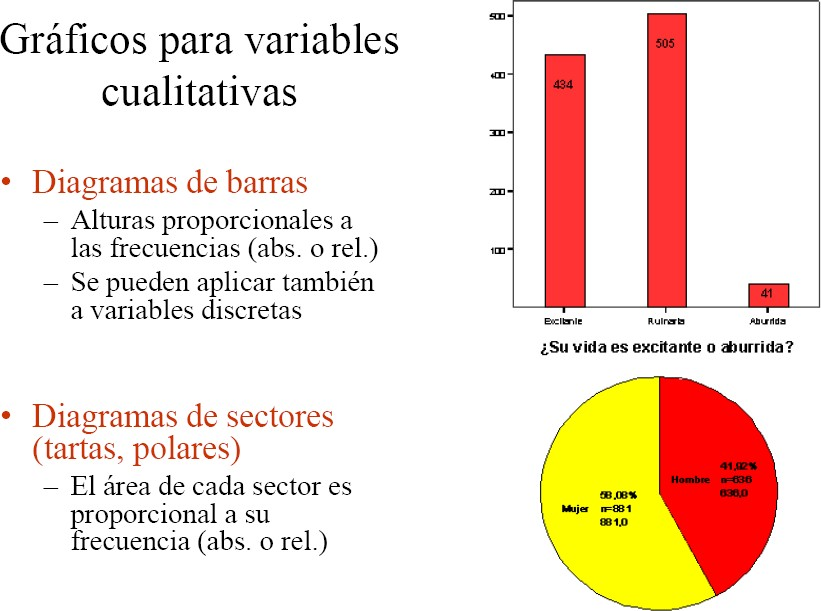 Gráficos para variables
cualitativas
• Diagramas de barras
– Alturas proporcionales a
las frecuencias (abs. o rel.)
– Se pueden aplicar también
a variables discretas
• Diagramas de sectores
(tartas, polares)
– El área de cada sector es
proporcional a su
frecuencia (abs. o rel.)
500
400
300
200
100
434
505
41
Excitante Ruinaria Aburrida
¿Su vida es excitante o aburrida?
41,92%
Hombre n=636
636,0
58,08%
Mujer n=881
881,0